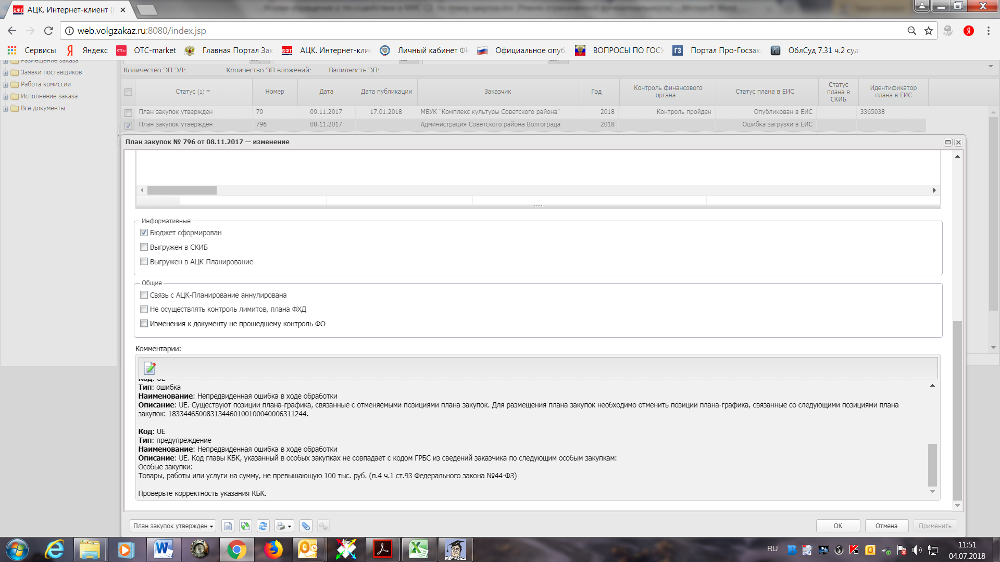 АЦК. Интернет-клиент (
web.volgzakaz.ru:8080/index.jsp
Сервисы
Яндекс
ОТС-market
Главная Портал Зак
АЦК. Интернет-кли
Личный кабинет
Официальное опуб
ВОПРОСЫ ПО ГОСУ
Портал Про-Госзак
ОблСуд 7.31 ч.2 суд
Размещение заказа
Заявки поставщиков
Работа комиссии
Исполнение заказа
Все документы
Количество ЭП ЭД: Количество ЭП вложений: Валидность ЭП:
Статус (1) Номер Дата Дата публикации Заказчик Год Контроль финансового органа Статус плана в ЕИС Статус плана в СКИБ Идентификатор плана в ЕИС
План закупок утвержден 79 09.11.2017 17.01.2018 МБУК "Комплекс культуры Советского района" 2018 Контроль пройден Опубликован в ЕИС 3365038
План закупок утвержден 796 08.11.2017 Администрация Советского района Волгограда 2018 Ошибка загрузки в ЕИС
План закупок № 796 от 08.11.2017 — изменение
Информативные
Бюджет сформирован
Выгружен в СКИБ
Выгружен в АЦК-Планирование
Общие
Связь с АЦК-Планирование аннулирована
Не осуществлять контроль лимитов, плана ФХД
Изменения к документу не прошедшему контроль ФО
Комментарии:
Код: UE
Тип: ошибка
Наименование: Непредвиденная ошибка в ходе обработки
Описание: UE. Существуют позиции плана-графика, связанные с отменяемыми позициями плана закупок. Для размещения плана закупок необходимо отменить позиции плана-графика, связанные со следующими позициями плана
закупок: 183344650083134460100100040006311244.
Код: UE
Тип: предупреждение
Наименование: Непредвиденная ошибка в ходе обработки
Описание: UE. Код главы КБК, указанный в особых закупках не совпадает с кодом ГРБС из сведений заказчика по следующим особым закупкам:
Особые закупки:
Товары, работы или услуги на сумму, не превышающую 100 тыс. руб. (п.4 ч.1 ст.93 Федерального закона №44-ФЗ)
Проверьте корректность указания КБК.
План закупок утвержден
ОК
Отмена
Применить
RU
11:51
04.07.2018